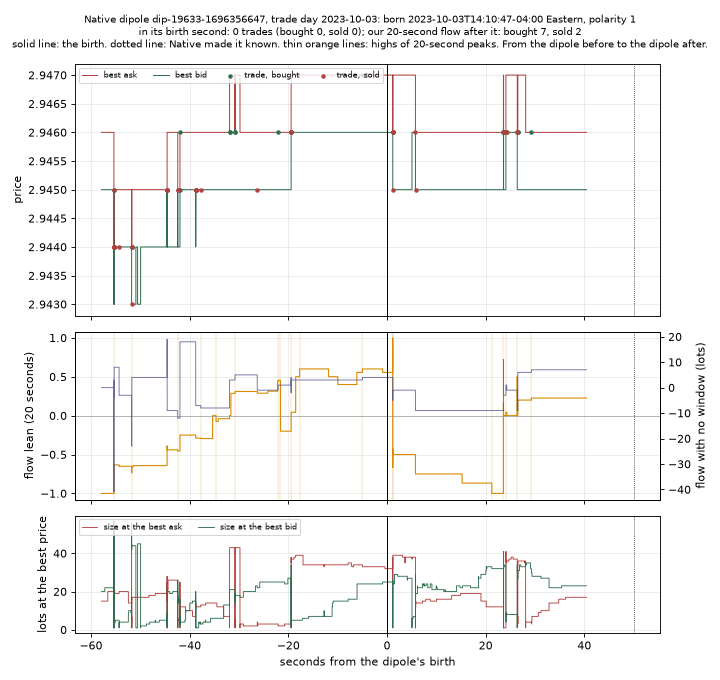 Native dipole dip-19633-1696356647, trade day 2023-10-03: born 2023-10-03T14:10:47-04:00 Eastern, polarity 1
in its birth second: 0 trades (bought 0, sold 0); our 20-second flow after it: bought 7, sold 2
solid line: the birth. dotted line: Native made it known. thin orange lines: highs of 20-second peaks. From the dipole before to the dipole after.
best ask
best bid
trade, bought
trade, sold
2.9470
2.9465
2.9460
2.9455
2.9450
2.9445
2.9440
2.9435
2.9430
price
1.0
0.5
0.0
−0.5
−1.0
flow lean (20 seconds)
20
10
0
−10
−20
−30
−40
flow with no window (lots)
size at the best ask
size at the best bid
40
20
0
lots at the best price
−60
−40
−20
0
20
40
seconds from the dipole's birth